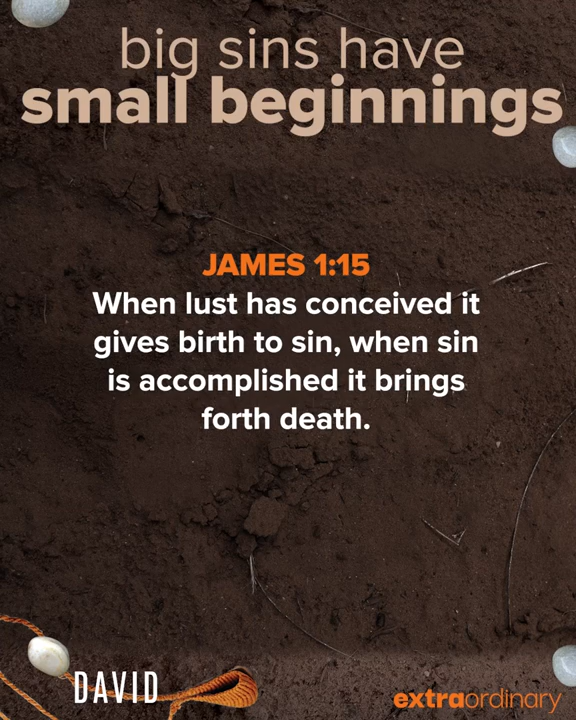 big sins have
small beginnings
JAMES 1:15
When lust has conceived it
gives birth to sin, when sin
is accomplished it brings
forth death.
DAVID
extraordinary